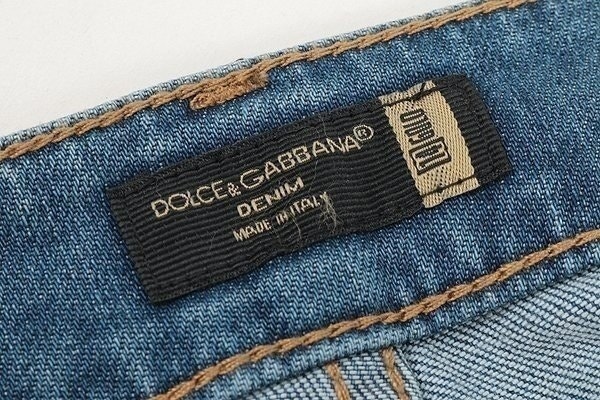 DOLCE & GABBANA®
DENIM
MADE IN ITALY